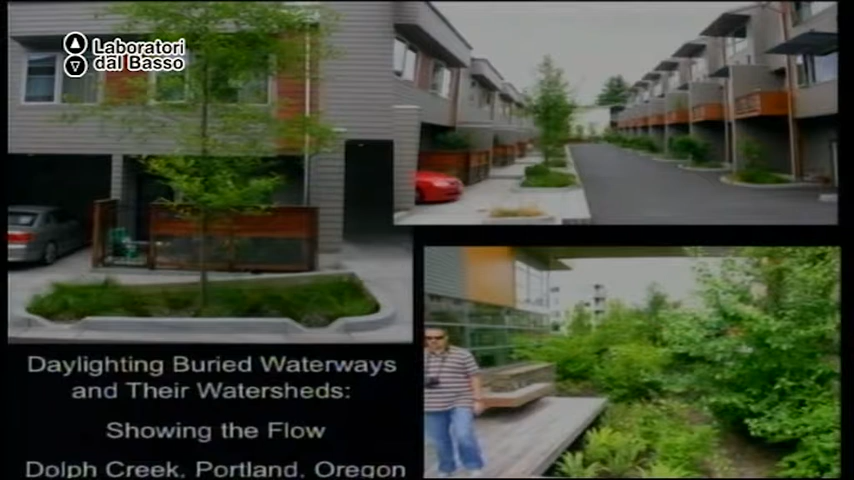 Laboratori
dal Basso
Daylighting Buried Waterways
and Their Watersheds:
Showing the Flow
Dolph Creek, Portland, Oregon